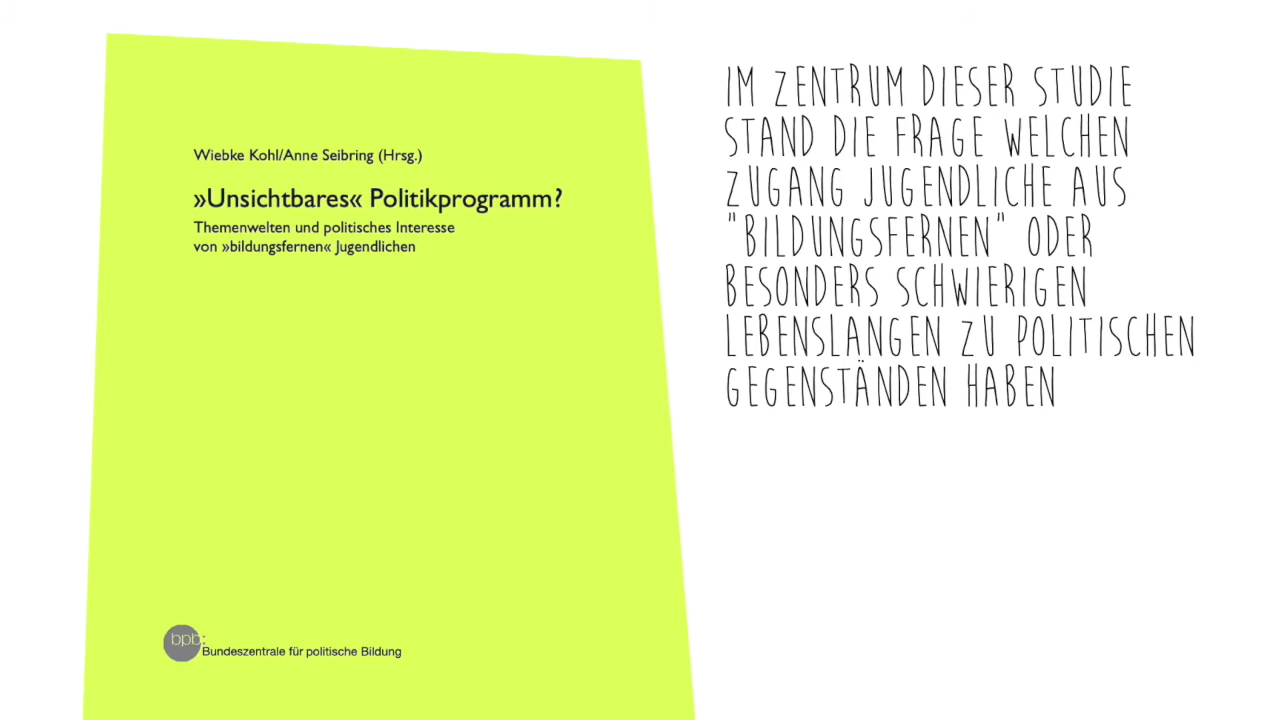 Wiebke Kohl/Anne Seibring (Hrsg.)
»Unsichtbares« Politikprogramm?
Themenwelten und politisches Interesse
von »bildungsfernen« Jugendlichen
bpb:
Bundeszentrale für politische Bildung
IM ZENTRUM DIESER STUDIE
STAND DIE FRAGE WELCHEN
ZUGANG JUGENDLICHE AUS
"BILDUNGSFERNEN" ODER
BESONDERS SCHWIERIGEN
LEBENSLANGEN ZU POLITISCHEN
GEGENSTÄNDEN HABEN